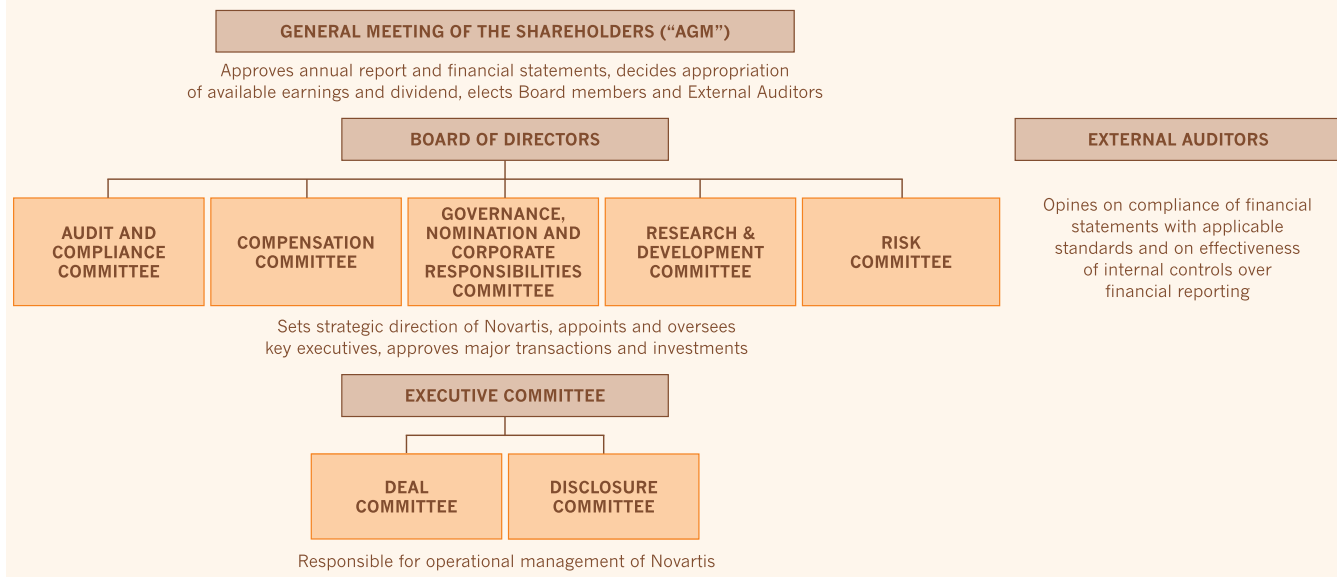 GENERAL MEETING OF THE SHAREHOLDERS (“AGM”)
Approves annual report and financial statements, decides appropriation
of available earnings and dividend, elects Board members and External Auditors
BOARD OF DIRECTORS
AUDIT AND
COMPLIANCE
COMMITTEE
COMPENSATION
COMMITTEE
GOVERNANCE,
NOMINATION AND
CORPORATE
RESPONSIBILITIES
COMMITTEE
RESEARCH &
DEVELOPMENT
COMMITTEE
RISK
COMMITTEE
Sets strategic direction of Novartis, appoints and oversees
key executives, approves major transactions and investments
EXECUTIVE COMMITTEE
DEAL
COMMITTEE
DISCLOSURE
COMMITTEE
Responsible for operational management of Novartis
EXTERNAL AUDITORS
Opines on compliance of financial
statements with applicable
standards and on effectiveness
of internal controls over
financial reporting